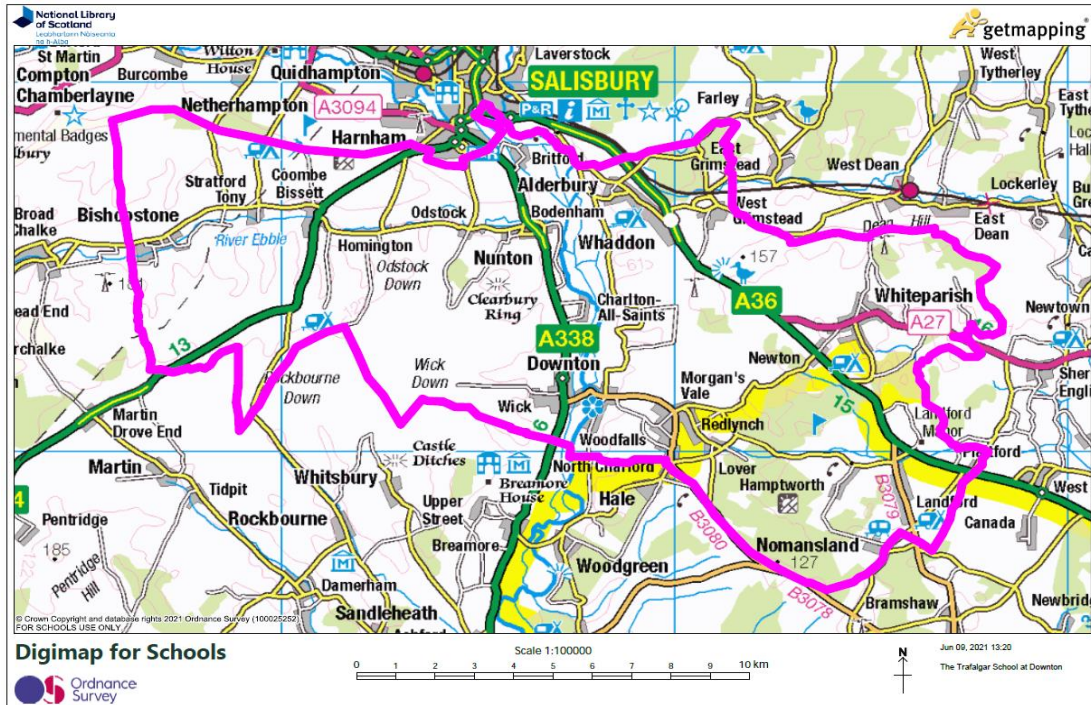 National Library
of Scotland
Leabharlann Nàiseanta
na h-Alba
getmapping
St Martin
Wilton
House
Laverstock
West
Tytherley
Compton
Chamberlayne
Burcombe
Quidhampton
SALISBURY
Netherhampton
A3094
P&R
Farley
East
Harnham
Britford
East
Grimstead
West Dean
Lockerley
Stratford
Tony
Coombe
Bissett
Alderbury
Broad
Chalke
Bishopstone
Odstock
Bodenham
West
Grimstead
Dean Hill
East
Dean
River Ebble
Homington
Odstock
Down
Nunton
Whaddon
157
Clearbury
Ring
Charlton-
All-Saints
A36
Whiteparish
A27
Newtown
13
A338
Wick
Down
Downton
Newton
Morgan's
Vale
Martin
Drove End
Down
Wick
6
Redlynch
15
Landford
Woodfalls
Castle
Ditches
Martin
Whitsbury
Breamore
House
Lover
Hamptworth
West
Tidpit
Upper
Street
Hale
B3079
Canada
Pentridge
Rockbourne
B3080
185
Pentridge
Hill
Breamore
Nomansland
127
Damerham
Woodgreen
B3078
Bramshaw
Sandleheath
© Crown Copyright and database rights 2021 Ordnance Survey (100025252)
FOR SCHOOLS USE ONLY
Digimap for Schools
Ordnance
Survey
Scale 1:100000
0 1 2 3 4 5 6 7 8 9 10 km
N
Jun 09, 2021 13:20
The Trafalgar School at Downton